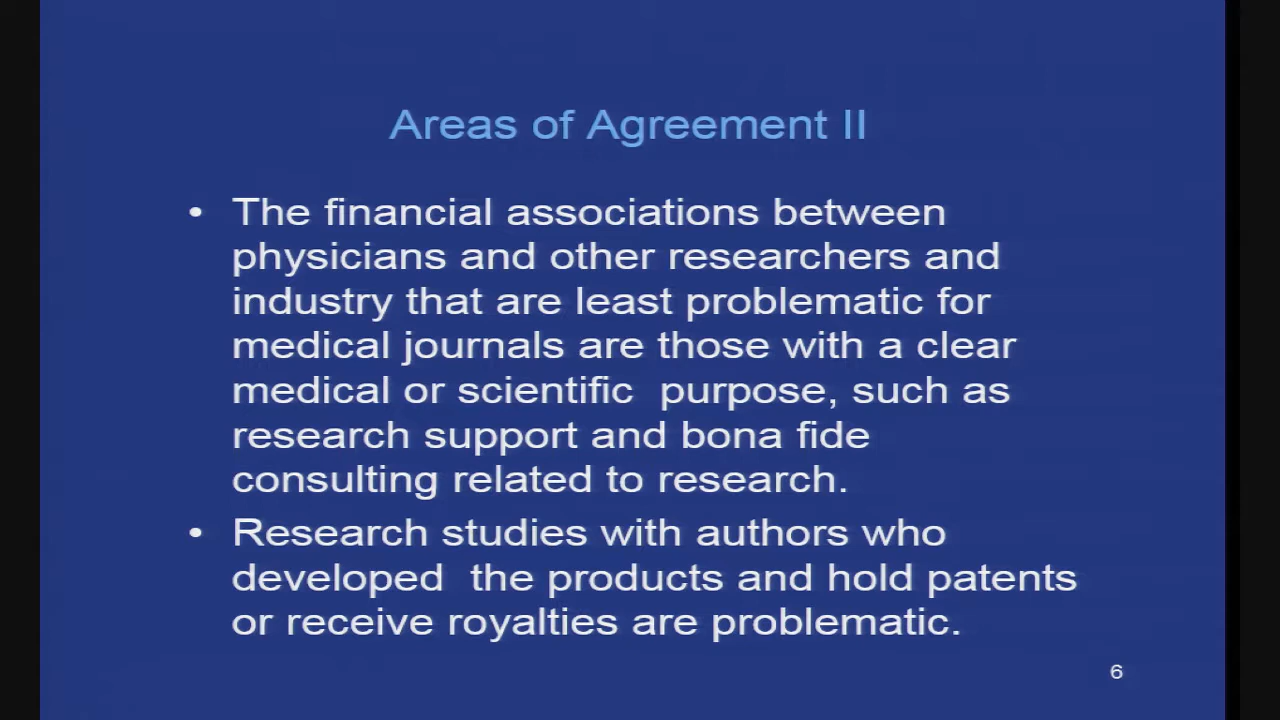 Areas of Agreement II
• The financial associations between
physicians and other researchers and
industry that are least problematic for
medical journals are those with a clear
medical or scientific  purpose, such as
research support and bona fide
consulting related to research.
• Research studies with authors who
developed  the products and hold patents
or receive royalties are problematic.
6